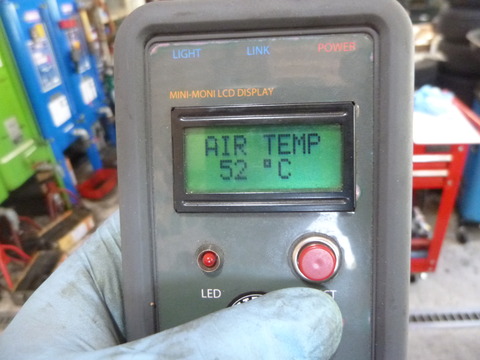 LIGHT LINK POWER
MINI-MONI LCD DISPLAY
AIR TEMP
52 °C
LED